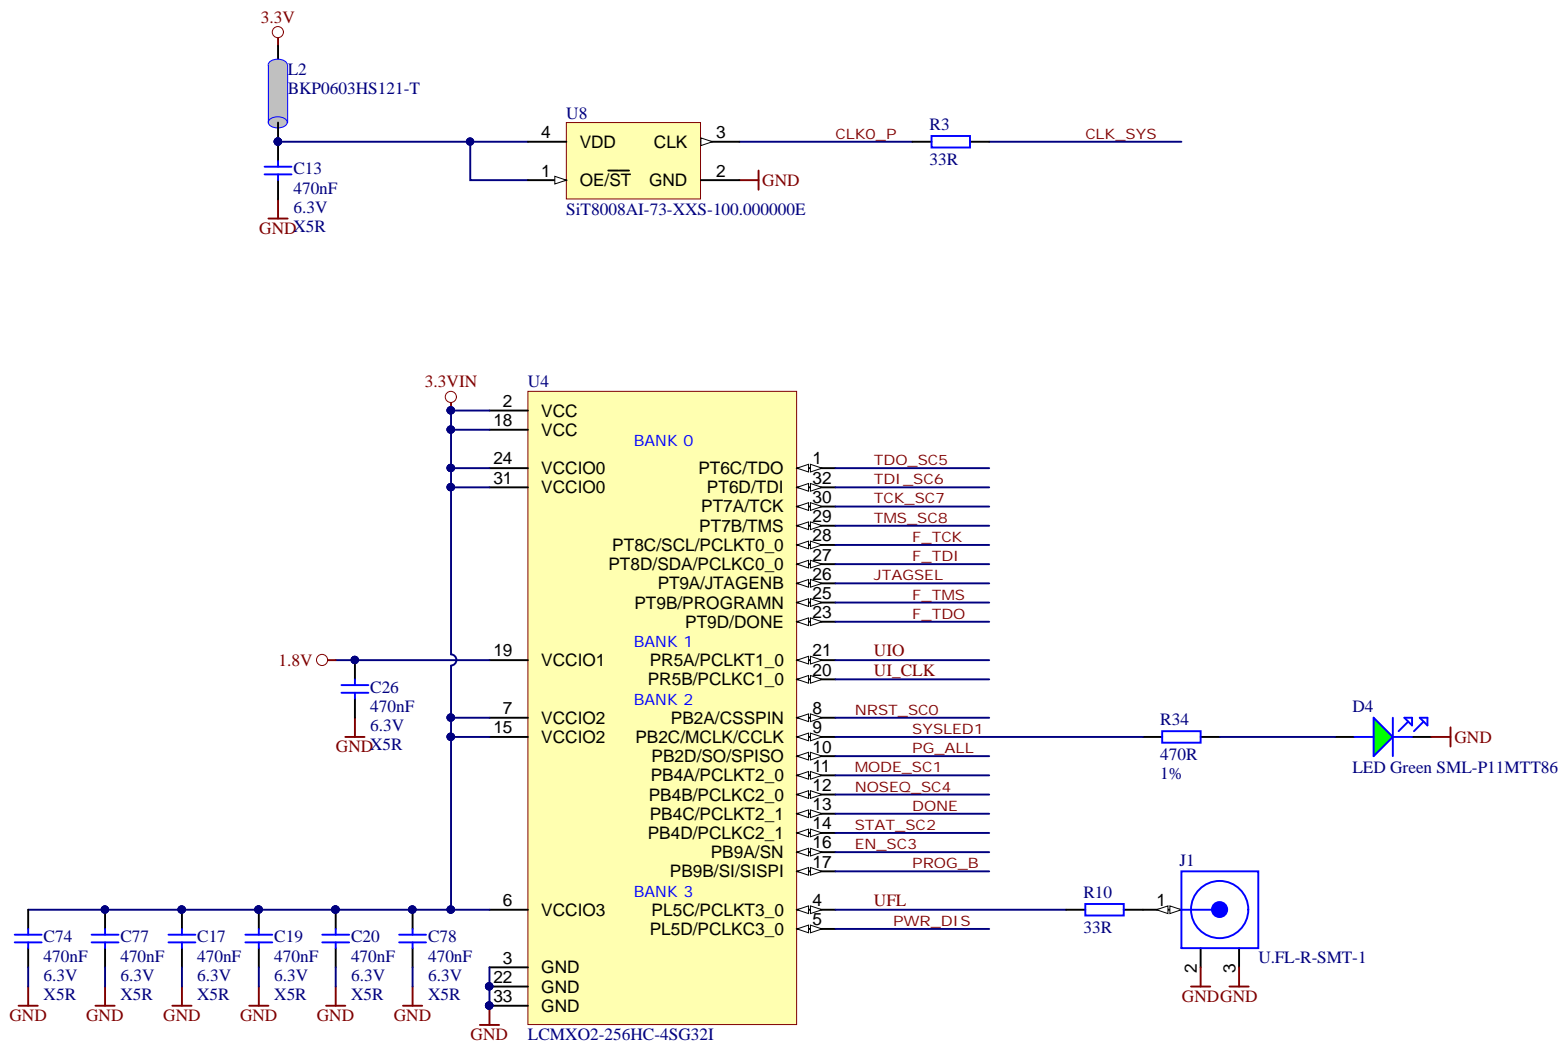 3.3V
L2
BKP0603HS121-T
C13
470nF
6.3V
X5R
GND
U8
4 VDD CLK 3
1 OE/ST GND 2 GND
SiT8008AI-73-XXS-100.000000E
CLK0_P
R3
33R
CLK_SYS
3.3VIN
U4
2 VCC
18 VCC
BANK 0
24 VCCIO0 PT6C/TDO 1 TDO_SC5
31 VCCIO0 PT6D/TDI 32 TDI_SC6
PT7A/TCK 30 TCK_SC7
PT7B/TMS 29 TMS_SC8
PT8C/SCL/PCLKT0_0 28 F_TCK
PT8D/SDA/PCLKC0_0 27 F_TDI
PT9A/JTAGENB 26 JTAGSEL
PT9B/PROGRAMN 25 F_TMS
PT9D/DONE 23 F_TDO
BANK 1
1.8V 19 VCCIO1 PR5A/PCLKT1_0 21 UIO
PR5B/PCLKC1_0 20 UI_CLK
C26
470nF
6.3V
X5R
GND
BANK 2
7 VCCIO2 PB2A/CSSPIN 8 NRST_SC0
15 VCCIO2 PB2C/MCLK/CCLK 9 SYSLED1
PB2D/SO/SPISO 10 PG_ALL
PB4A/PCLKT2_0 11 MODE_SC1
PB4B/PCLKC2_0 12 NOSEQ_SC4
PB4C/PCLKT2_1 13 DONE
PB4D/PCLKC2_1 14 STAT_SC2
PB9A/SN 16 EN_SC3
PB9B/SI/SISPI 17 PROG_B
R34
470R
1%
D4
GND
LED Green SML-P11MTT86
BANK 3
6 VCCIO3 PL5C/PCLKT3_0 4 UFL
PL5D/PCLKC3_0 5 PWR_DIS
3 GND
22 GND
33 GND
GND
LCMXO2-256HC-4SG32I
R10
33R
J1
1
2
3
U.FL-R-SMT-1
GND GND
C74
470nF
6.3V
X5R
GND
C77
470nF
6.3V
X5R
GND
C17
470nF
6.3V
X5R
GND
C19
470nF
6.3V
X5R
GND
C20
470nF
6.3V
X5R
GND
C78
470nF
6.3V
X5R
GND